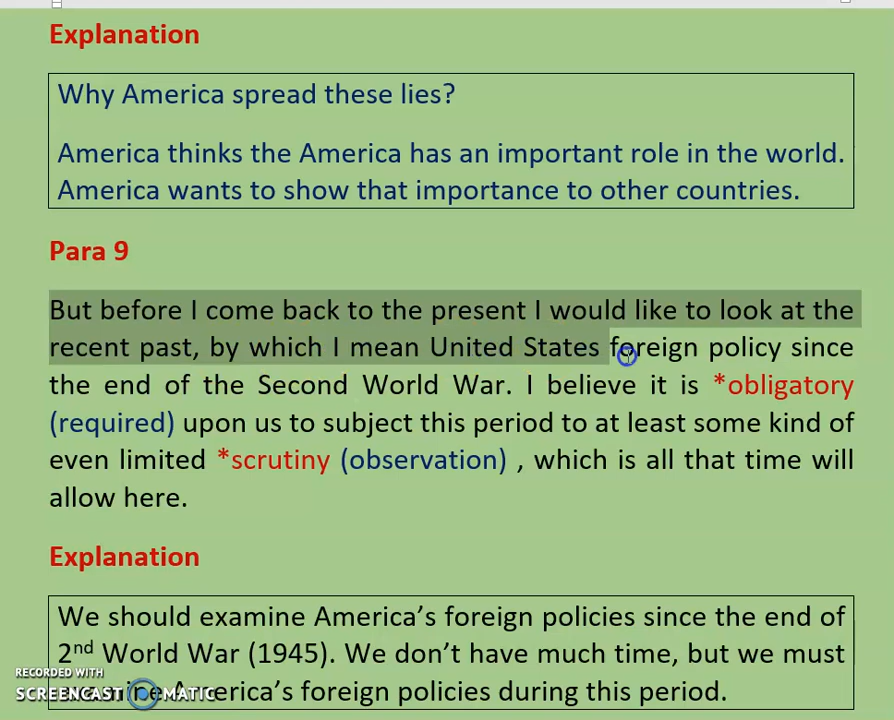 Explanation
Why America spread these lies?
America thinks the America has an important role in the world.
America wants to show that importance to other countries.
Para 9
But before I come back to the present I would like to look at the
recent past, by which I mean United States foreign policy since
the end of the Second World War. I believe it is *obligatory
(required) upon us to subject this period to at least some kind of
even limited *scrutiny (observation) , which is all that time will
allow here.
Explanation
We should examine America's foreign policies since the end of
2nd World War (1945). We don't have much time, but we must
America's foreign policies during this period.
RECORDED WITH
SCREENCAST MATIC